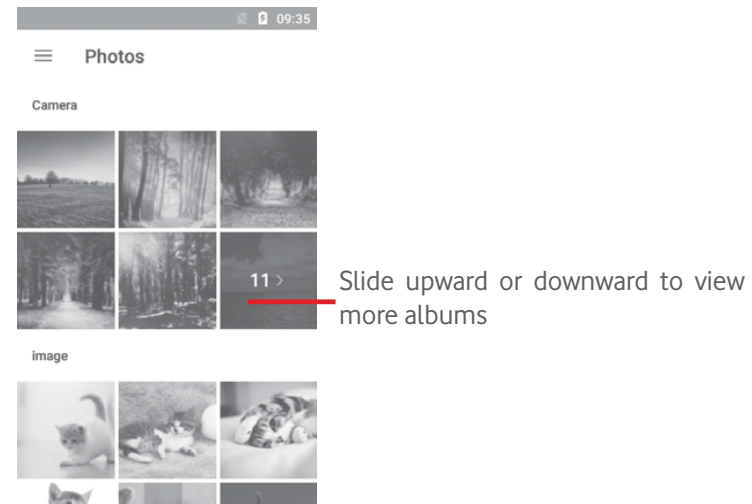 09:35
Photos
Camera
11 >
Slide upward or downward to view
more albums
image